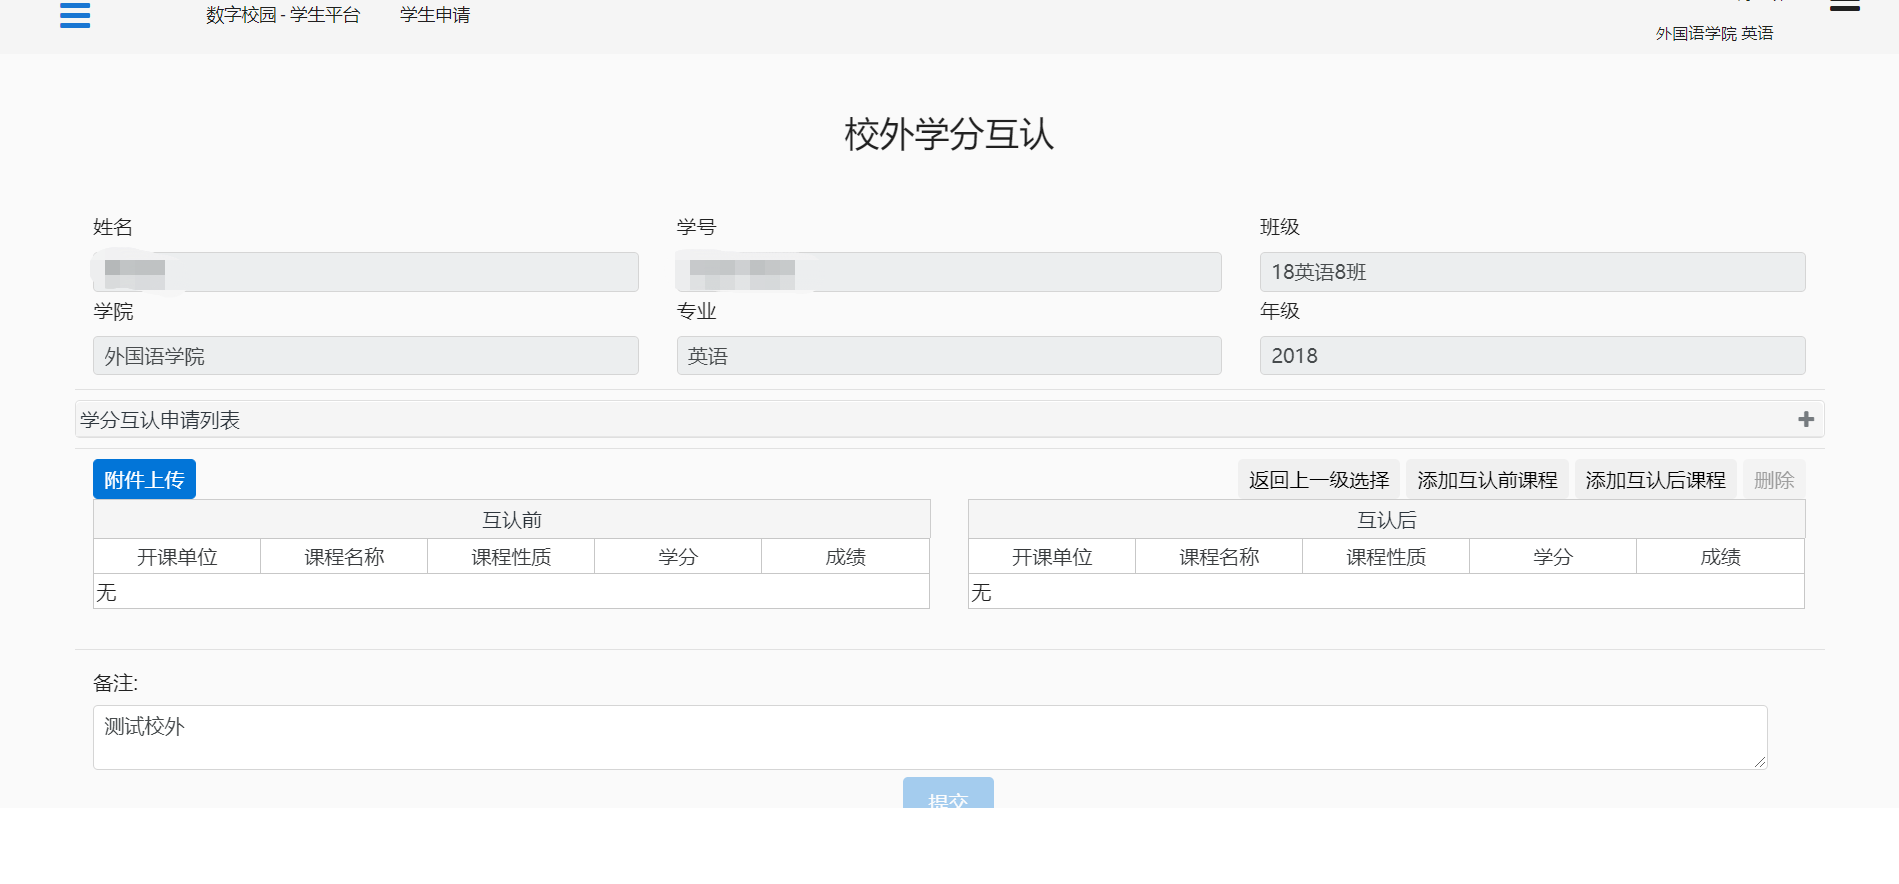 数字校园 - 学生平台 学生申请
外国语学院 英语
校外学分互认
姓名 学号 班级
18英语8班
学院 专业 年级
外国语学院 英语 2018
学分互认申请列表
附件上传 返回上一级选择 添加互认前课程 添加互认后课程 删除
互认前 互认后
开课单位 课程名称 课程性质 学分 成绩 开课单位 课程名称 课程性质 学分 成绩
无 无
备注:
测试校外
提交